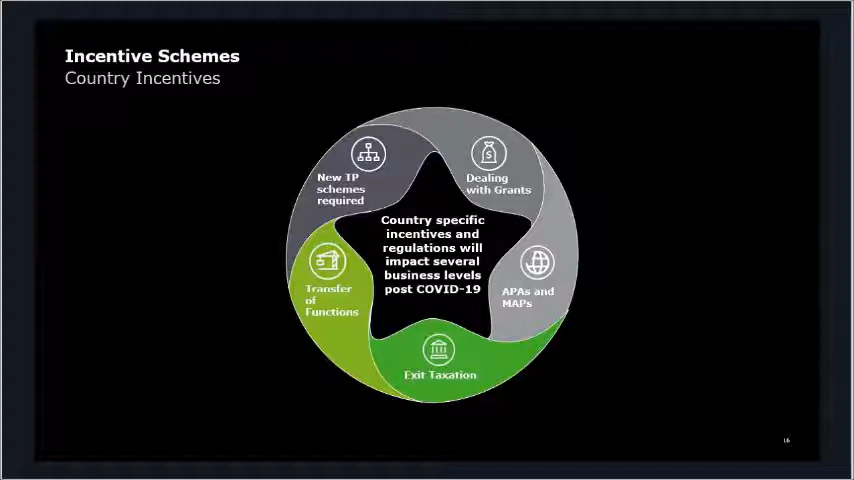 Incentive Schemes
Country Incentives
New TP
schemes
required
Dealing
with Grants
Country specific
incentives and
regulations will
impact several
business levels
post COVID-19
Transfer
of
Functions
APAs and
MAPs
Exit Taxation
16